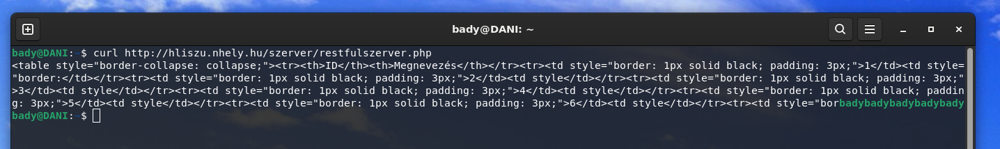 bady@DANI: ~
bady@DANI:~$ curl http://hliszu.nhely.hu/szerver/restfulszerver.php
<table style="border-collapse: collapse;"><tr><th>ID</th><th>Megnevezés</th></tr><tr><td style="border: 1px solid black; padding: 3px;">1</td><td style=
"border:</td></tr><tr><td style="border: 1px solid black; padding: 3px;">2</td><td style</td></tr><tr><td style="border: 1px solid black; padding: 3px;"
>3</td><td style</td></tr><tr><td style="border: 1px solid black; padding: 3px;">4</td><td style</td></tr><tr><td style="border: 1px solid black; paddin
g: 3px;">5</td><td style</td></tr><tr><td style="border: 1px solid black; padding: 3px;">6</td><td style</td></tr><tr><td style="borbadybadybadybadybady
bady@DANI:~$